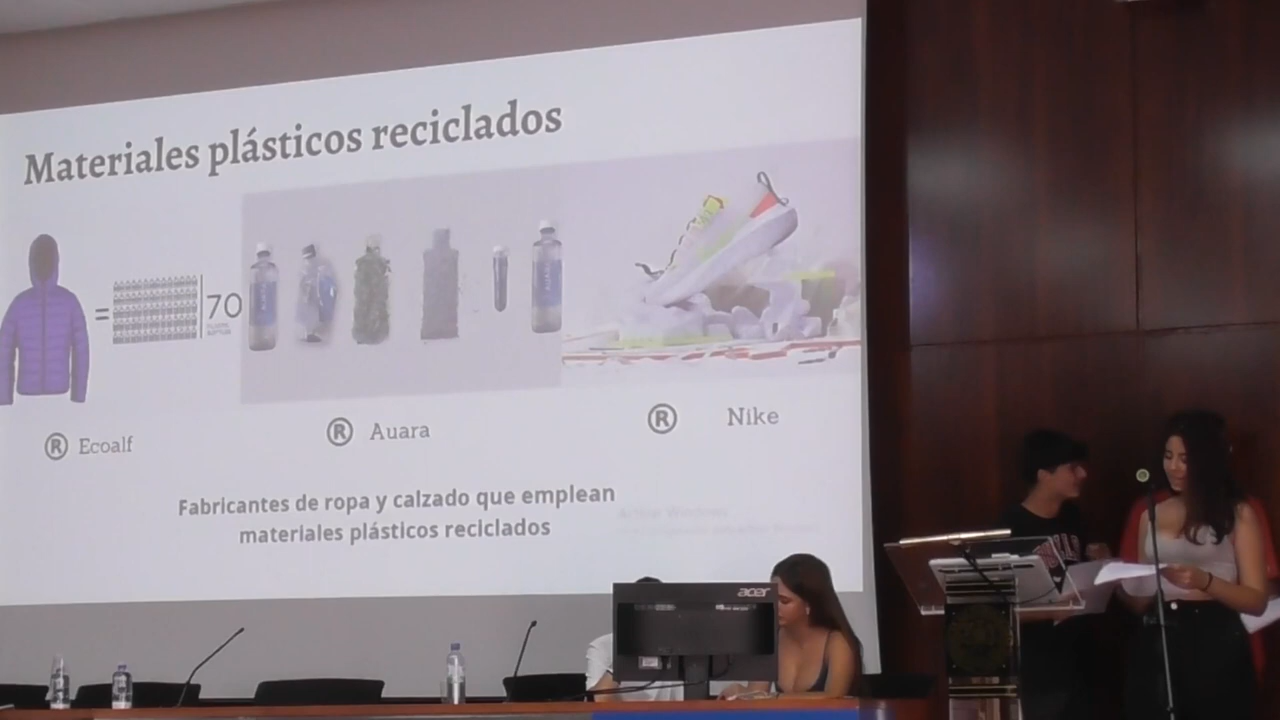 Materiales plásticos reciclados
=
70
® Ecoalf
® Auara
® Nike
Fabricantes de ropa y calzado que emplean
materiales plásticos reciclados
acer